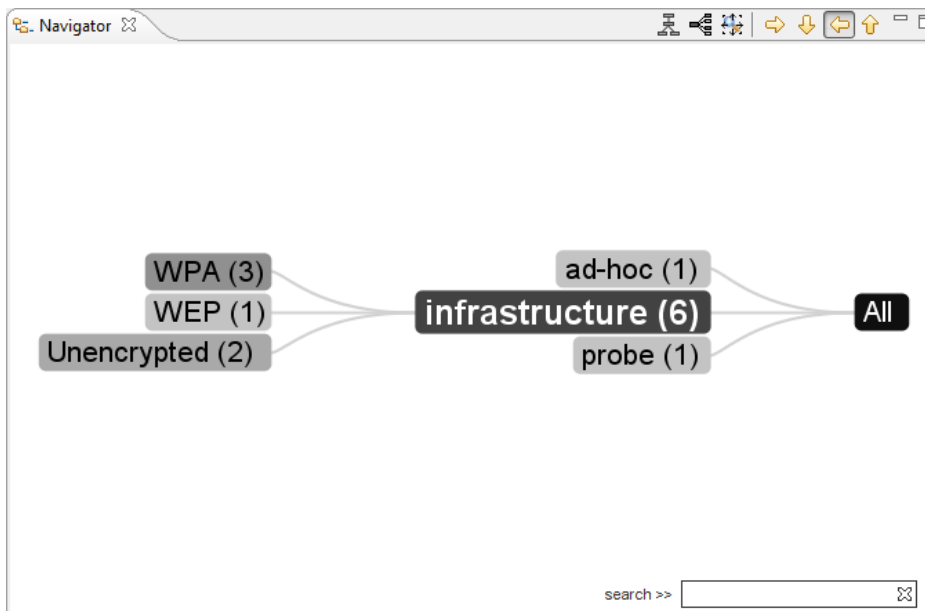 Navigator
WPA (3)
WEP (1)
Unencrypted (2)
infrastructure (6)
ad-hoc (1)
probe (1)
All
search >>